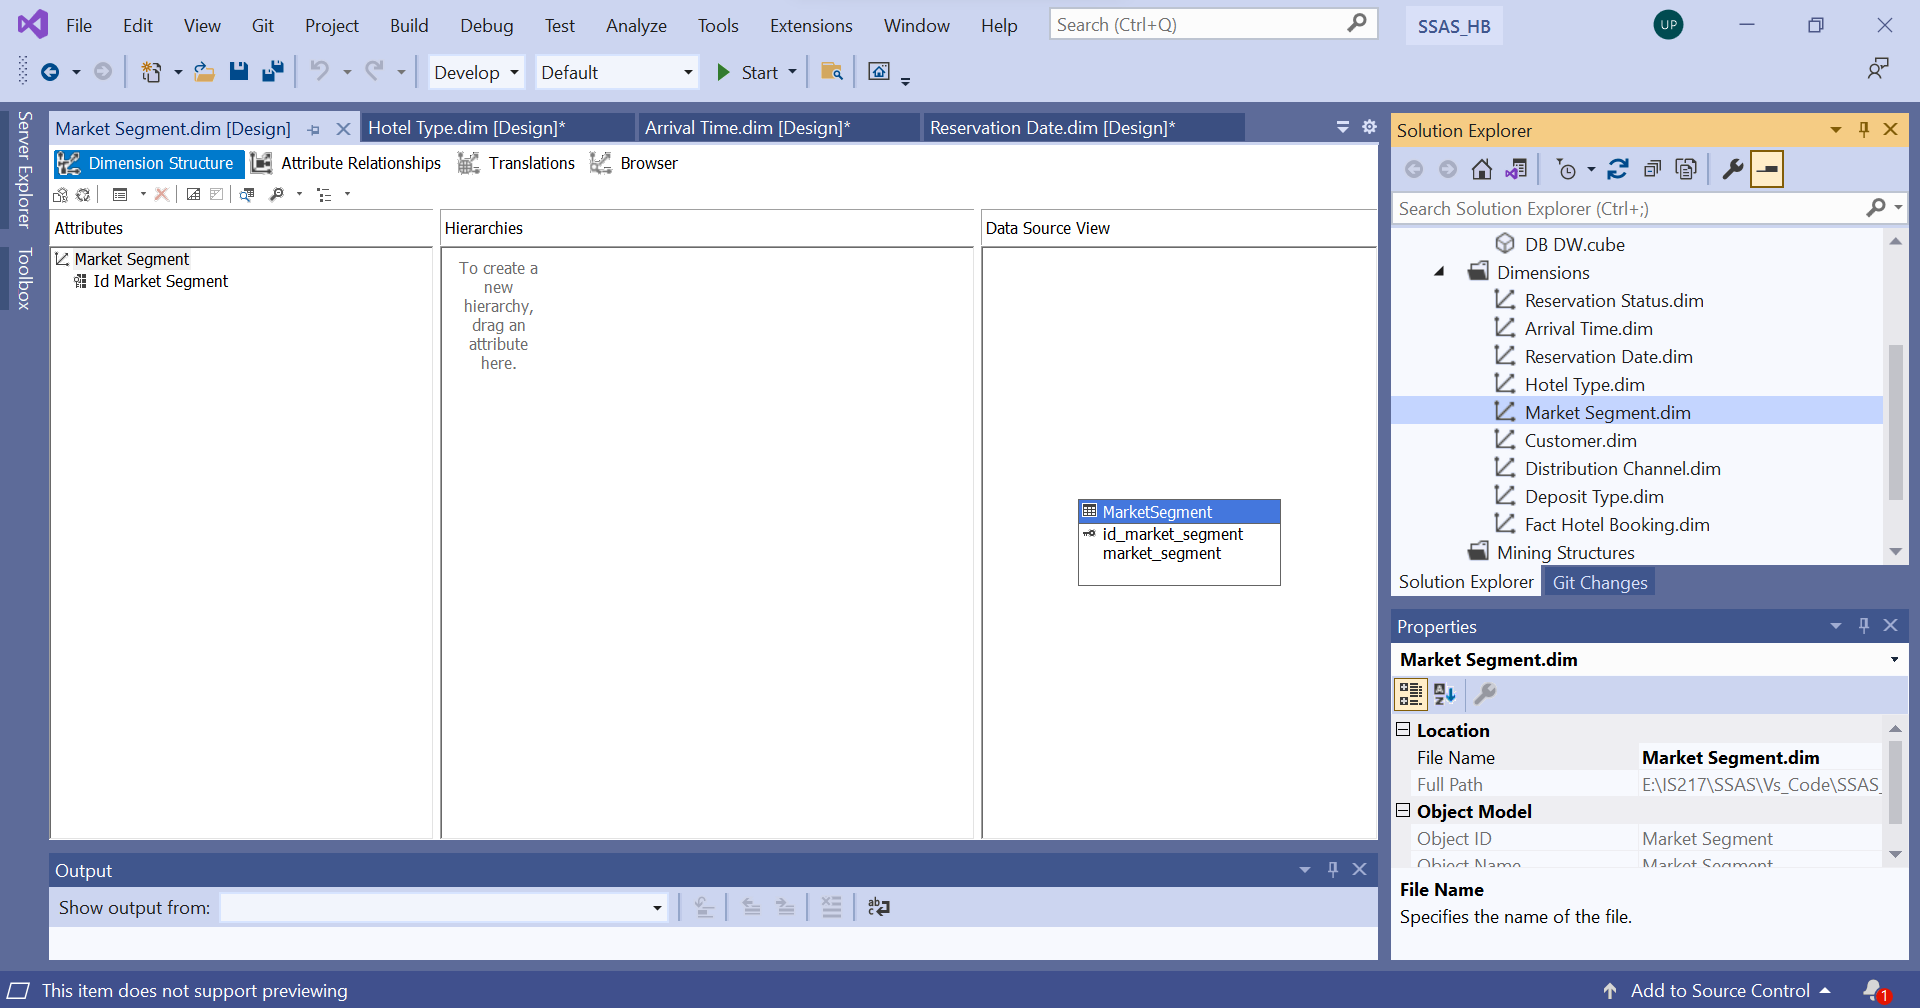 File Edit View Git Project Build Debug Test Analyze Tools Extensions Window Help Search (Ctrl+Q) SSAS_HB UP
Develop Default Start
Server Explorer
Toolbox
Market Segment.dim [Design] Hotel Type.dim [Design]* Arrival Time.dim [Design]* Reservation Date.dim [Design]*
Dimension Structure Attribute Relationships Translations Browser
Attributes
Market Segment
Id Market Segment
Hierarchies
To create a
new
hierarchy,
drag an
attribute
here.
Data Source View
MarketSegment
id_market_segment
market_segment
Solution Explorer
Search Solution Explorer (Ctrl+;)
DB DW.cube
Dimensions
Reservation Status.dim
Arrival Time.dim
Reservation Date.dim
Hotel Type.dim
Market Segment.dim
Customer.dim
Distribution Channel.dim
Deposit Type.dim
Fact Hotel Booking.dim
Mining Structures
Solution Explorer Git Changes
Properties
Market Segment.dim
Location
File Name Market Segment.dim
Full Path E:\IS217\SSAS\Vs_Code\SSAS_
Object Model
Object ID Market Segment
Object Name Market Segment
File Name
Specifies the name of the file.
Output
Show output from:
This item does not support previewing
Add to Source Control 1